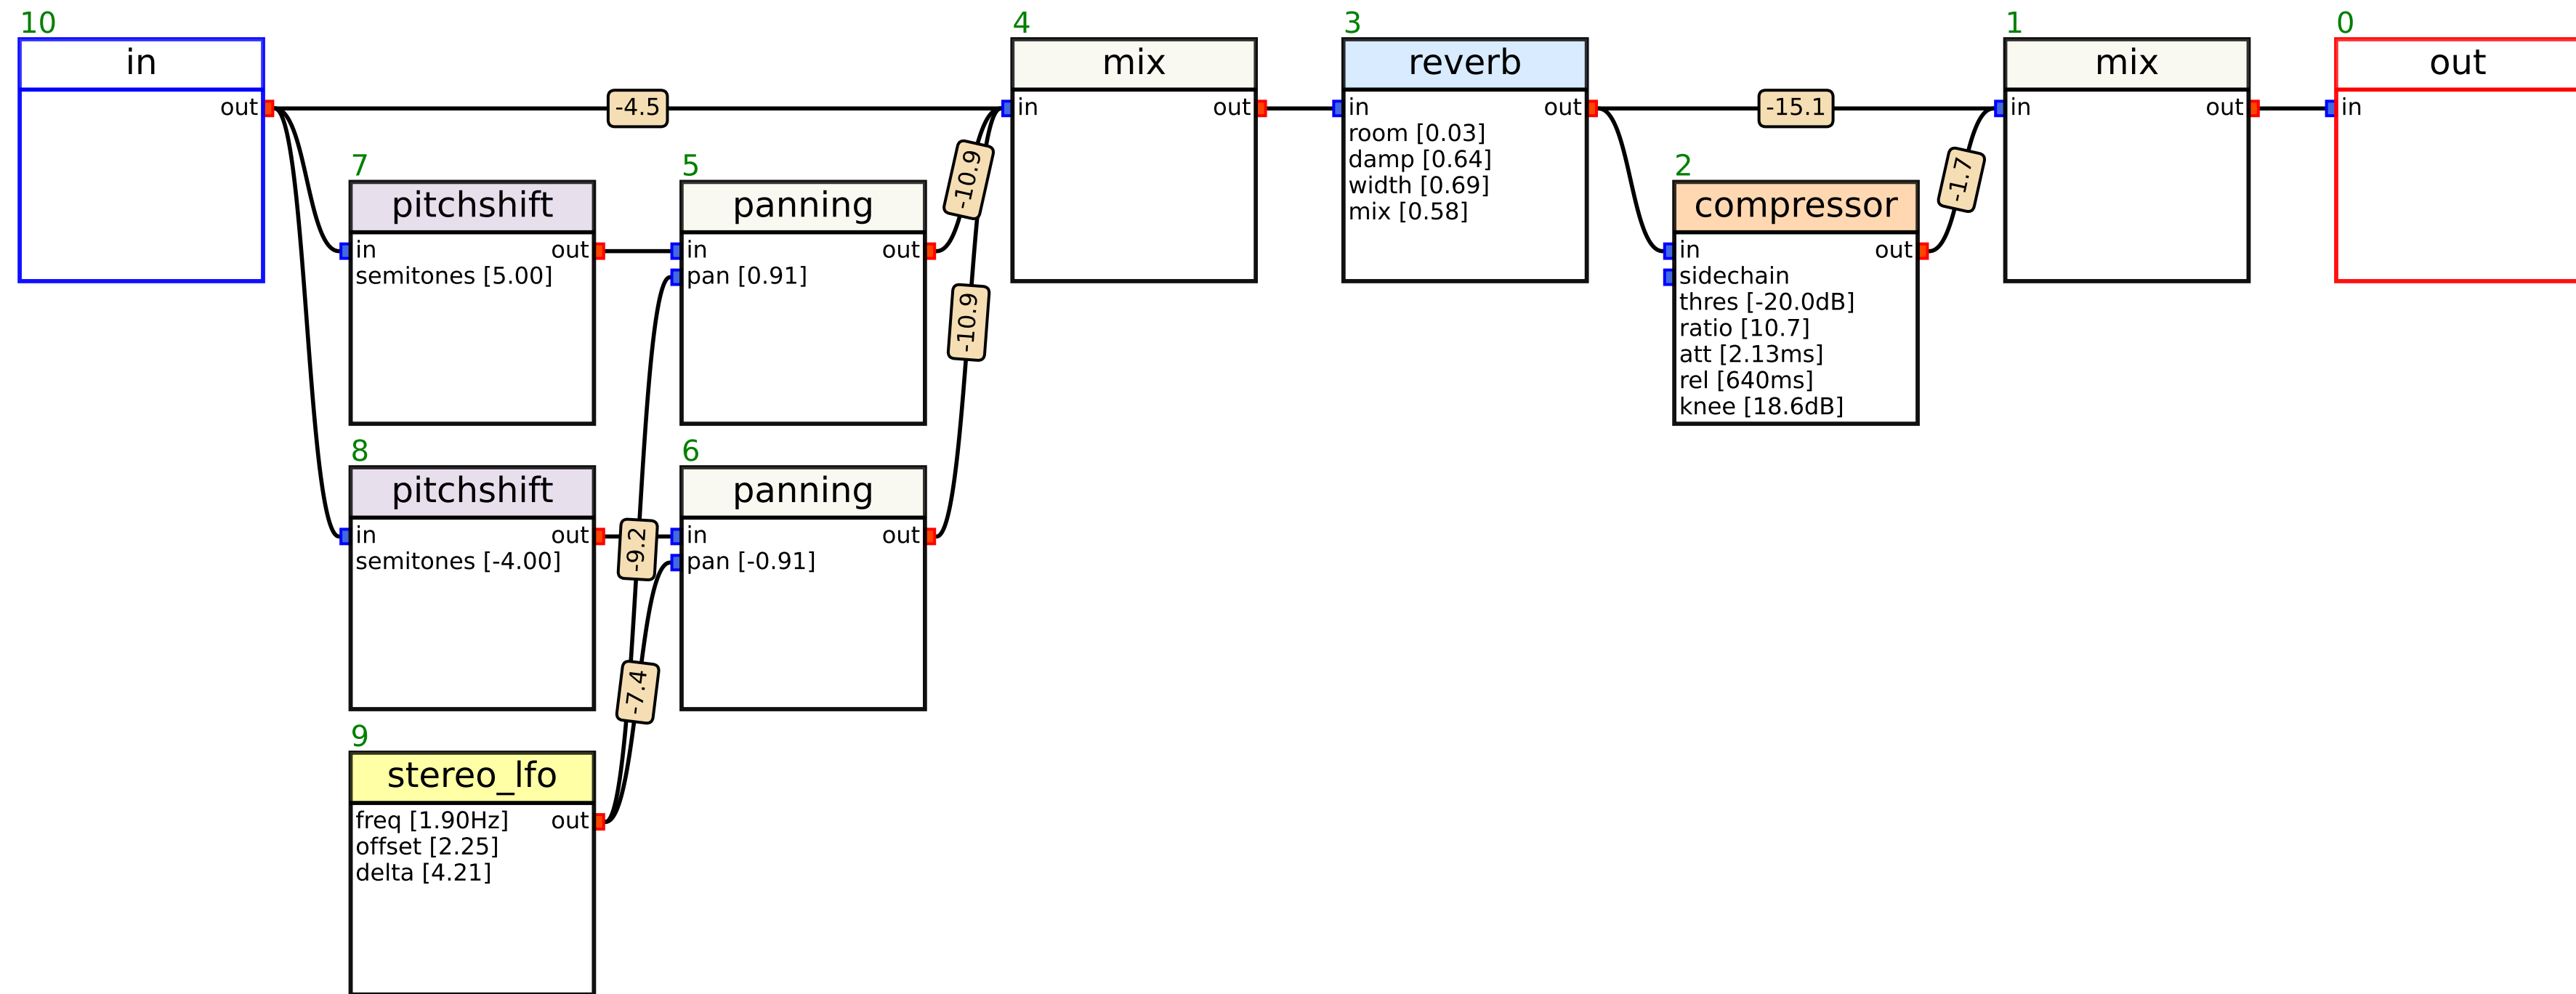 10
in
out
-4.5
7
pitchshift
in
out
semitones [5.00]
5
panning
in
out
pan [0.91]
-10.9
-10.9
8
pitchshift
in
out
semitones [-4.00]
6
panning
in
out
pan [-0.91]
-9.2
-7.4
9
stereo_lfo
freq [1.90Hz]
out
offset [2.25]
delta [4.21]
4
mix
in
out
3
reverb
in
out
room [0.03]
damp [0.64]
width [0.69]
mix [0.58]
-15.1
2
compressor
in
out
sidechain
thres [-20.0dB]
ratio [10.7]
att [2.13ms]
rel [640ms]
knee [18.6dB]
-1.7
1
mix
in
out
0
out
in